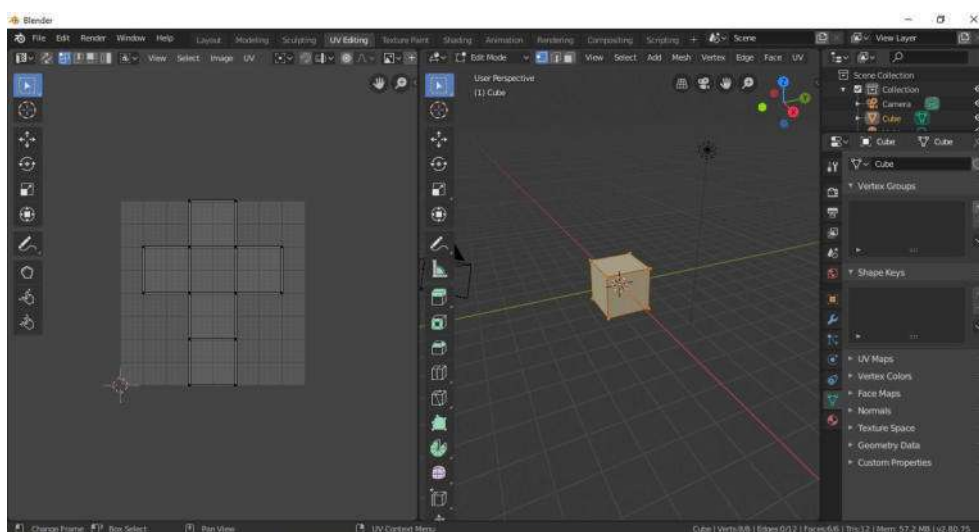 Blender
File Edit Render Window Help Layout Modeling Sculpting UV Editing Texture Paint Shading Animation Rendering Compositing Scripting + Scene View Layer
View Select Image UV
Edit Mode View Select Add Mesh Vertex Edge Face UV
User Perspective
(1) Cube
Z
Y
X
Scene Collection
Collection
Camera
Cube
Cube Cube
Cube
Vertex Groups
Shape Keys
UV Maps
Vertex Colors
Face Maps
Normals
Texture Space
Geometry Data
Custom Properties
Change Frame Box Select Pan View UV Context Menu Cube | Verts:8/8 | Edges:0/12 | Faces:6/6 | Tris:12 | Mem: 57.2 MB | v2.80.75